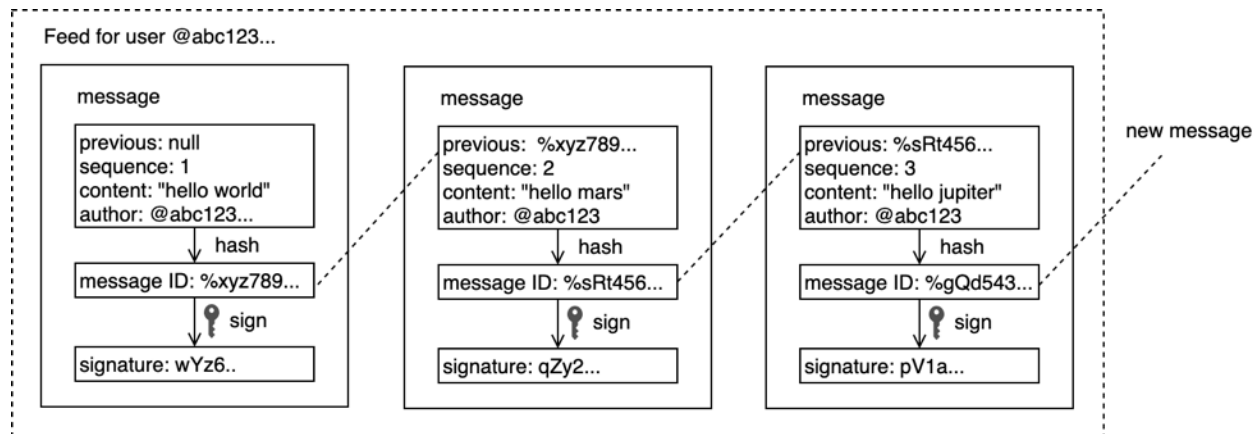 Feed for user @abc123...
message
previous: null
sequence: 1
content: "hello world"
author: @abc123...
hash
message ID: %xyz789...
sign
signature: wYz6..
message
previous:  %xyz789...
sequence: 2
content: "hello mars"
author: @abc123
hash
message ID: %sRt456...
sign
signature: qZy2...
message
previous: %sRt456...
sequence: 3
content: "hello jupiter"
author: @abc123
hash
message ID: %gQd543...
sign
signature: pV1a...
new message